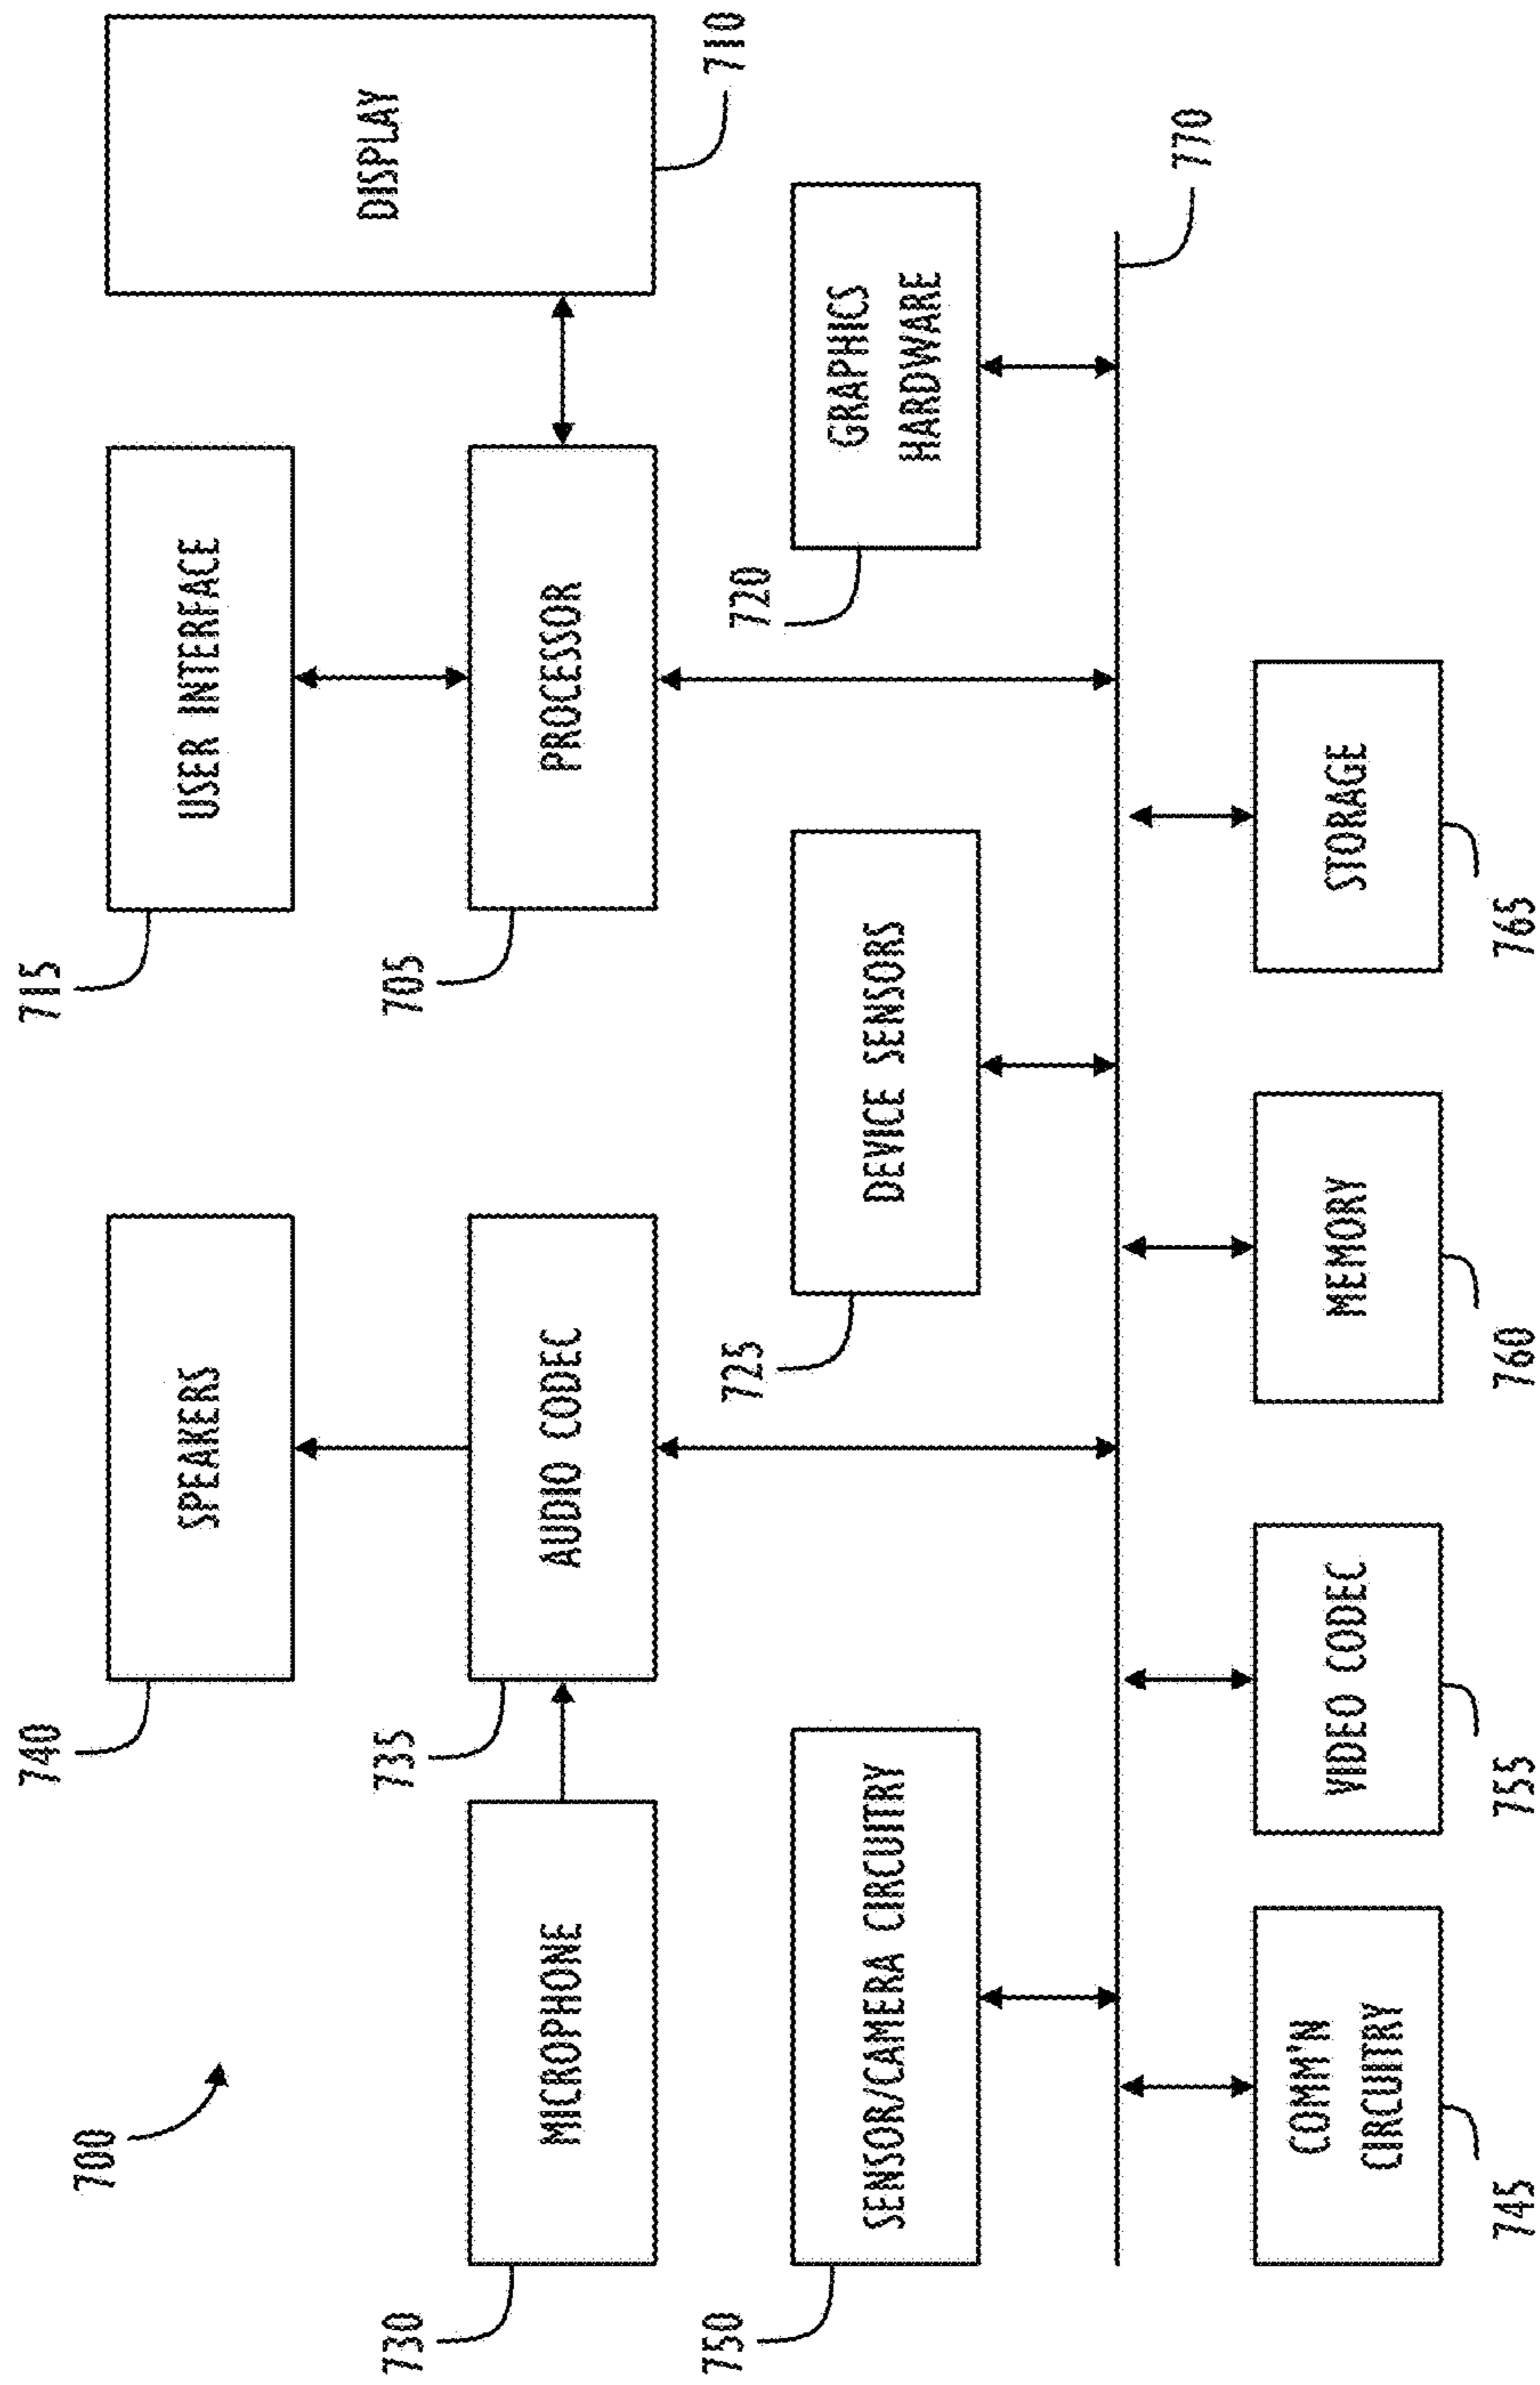 700
740
SPEAKERS
715
USER INTERFACE
DISPLAY
710
730
MICROPHONE
735
AUDIO CODEC
705
PROCESSOR
750
SENSOR/CAMERA CIRCUITRY
725
DEVICE SENSORS
720
GRAPHICS
HARDWARE
770
COMM'N
CIRCUITRY
745
VIDEO CODEC
755
MEMORY
760
STORAGE
765